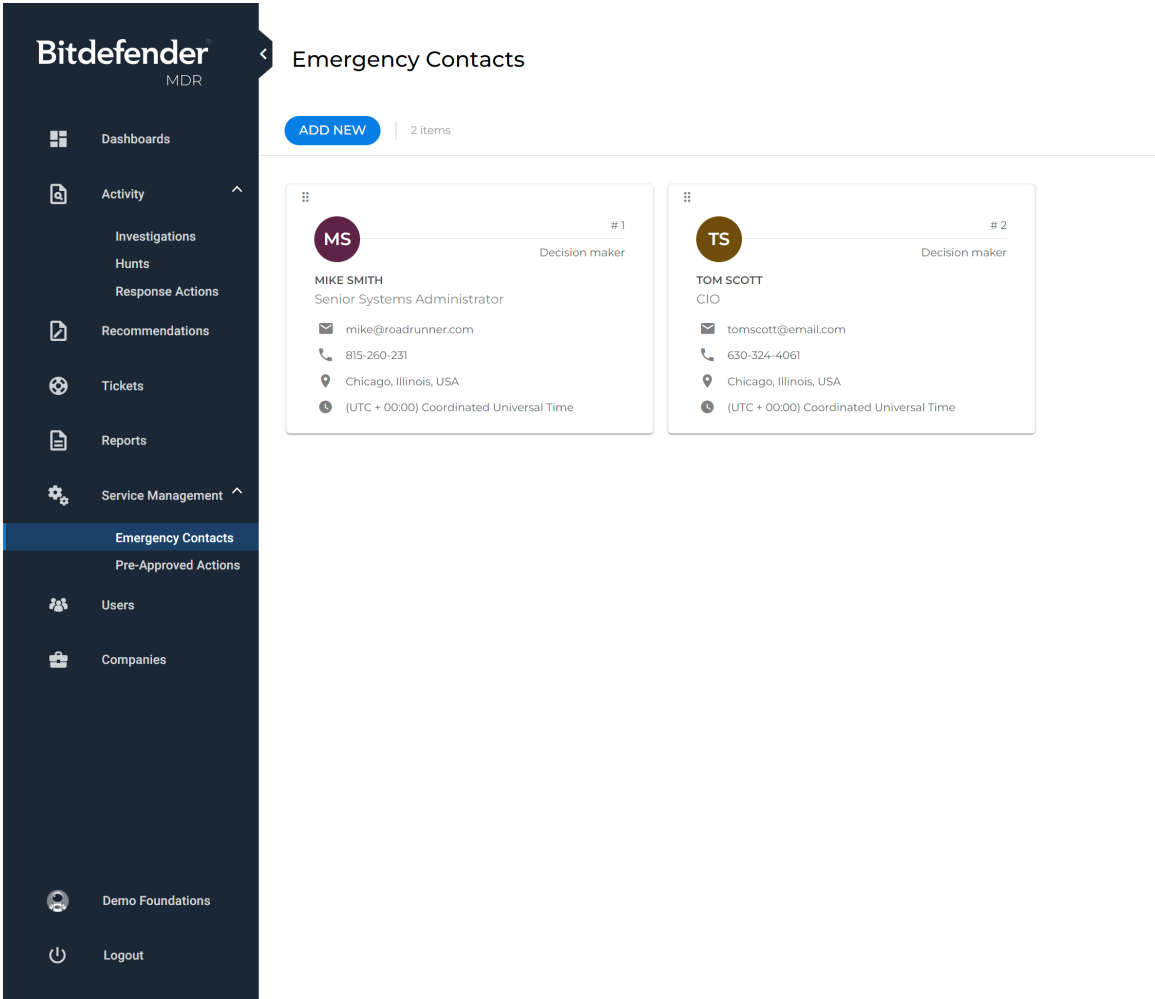 Bitdefender®
MDR
Dashboards
Activity
Investigations
Hunts
Response Actions
Recommendations
Tickets
Reports
Service Management
Emergency Contacts
Pre-Approved Actions
Users
Companies
Demo Foundations
Logout
Emergency Contacts
ADD NEW
2 items
MS
# 1
Decision maker
MIKE SMITH
Senior Systems Administrator
mike@roadrunner.com
815-260-231
Chicago, Illinois, USA
(UTC + 00:00) Coordinated Universal Time
TS
# 2
Decision maker
TOM SCOTT
CIO
tomscott@email.com
630-324-4061
Chicago, Illinois, USA
(UTC + 00:00) Coordinated Universal Time